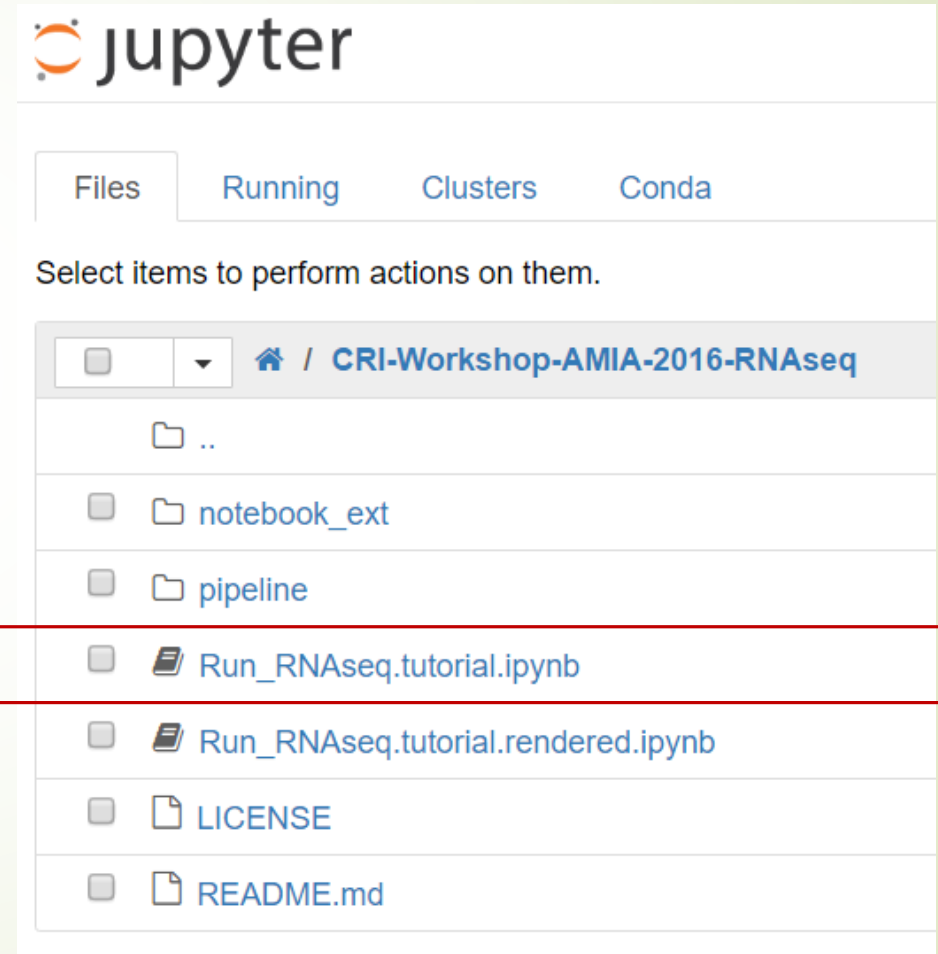 jupyter
Files Running Clusters Conda
Select items to perform actions on them.
/ CRI-Workshop-AMIA-2016-RNAseq
..
notebook_ext
pipeline
Run_RNAseq.tutorial.ipynb
Run_RNAseq.tutorial.rendered.ipynb
LICENSE
README.md